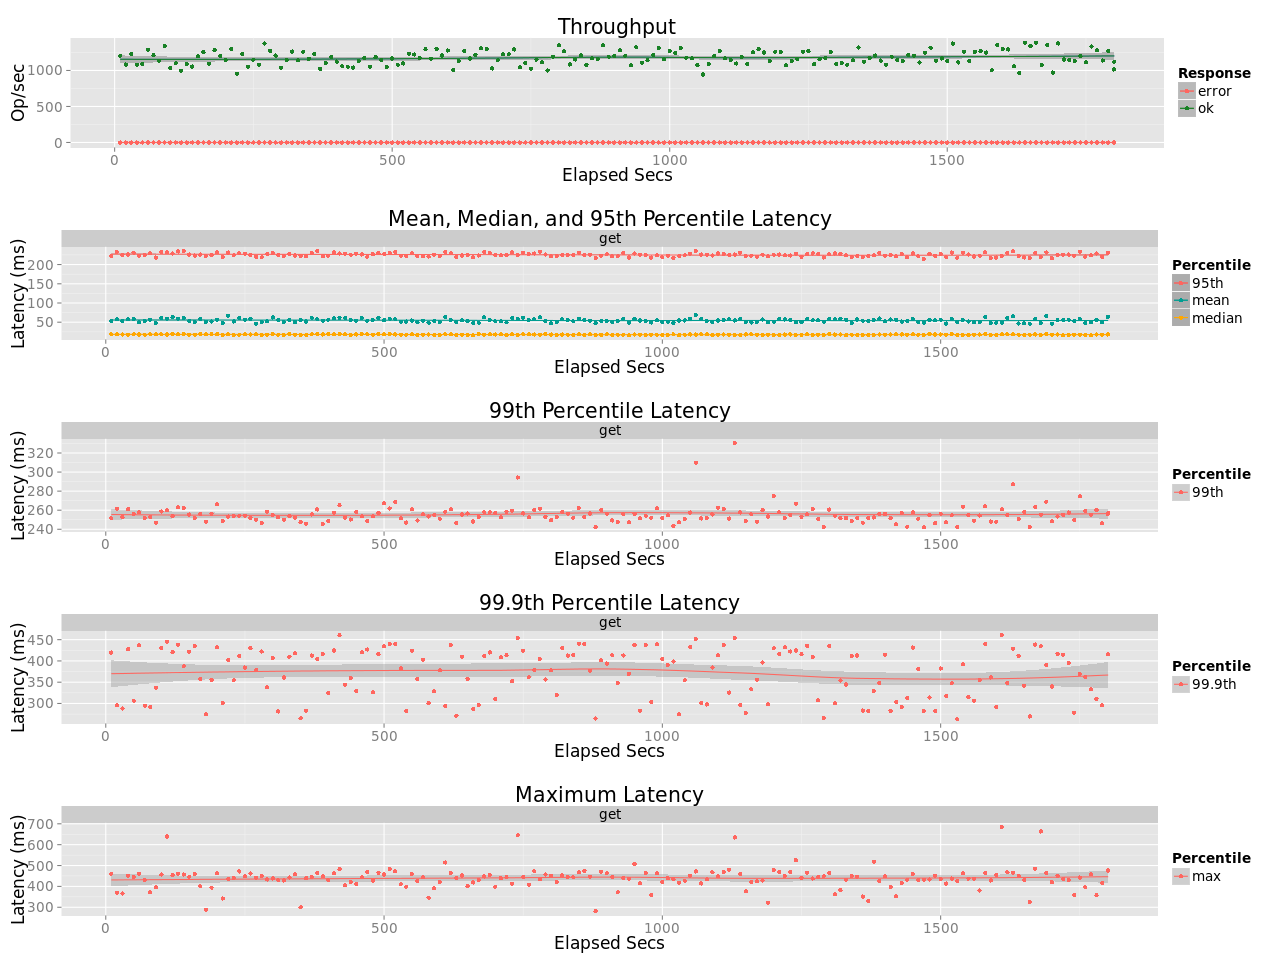 Throughput
Op/sec
1000
500
0
0 500 1000 1500
Elapsed Secs
Response
error
ok
Mean, Median, and 95th Percentile Latency
get
Latency (ms)
200
150
100
50
0 500 1000 1500
Elapsed Secs
Percentile
95th
mean
median
99th Percentile Latency
get
Latency (ms)
320
300
280
260
240
0 500 1000 1500
Elapsed Secs
Percentile
99th
99.9th Percentile Latency
get
Latency (ms)
450
400
350
300
0 500 1000 1500
Elapsed Secs
Percentile
99.9th
Maximum Latency
get
Latency (ms)
700
600
500
400
300
0 500 1000 1500
Elapsed Secs
Percentile
max